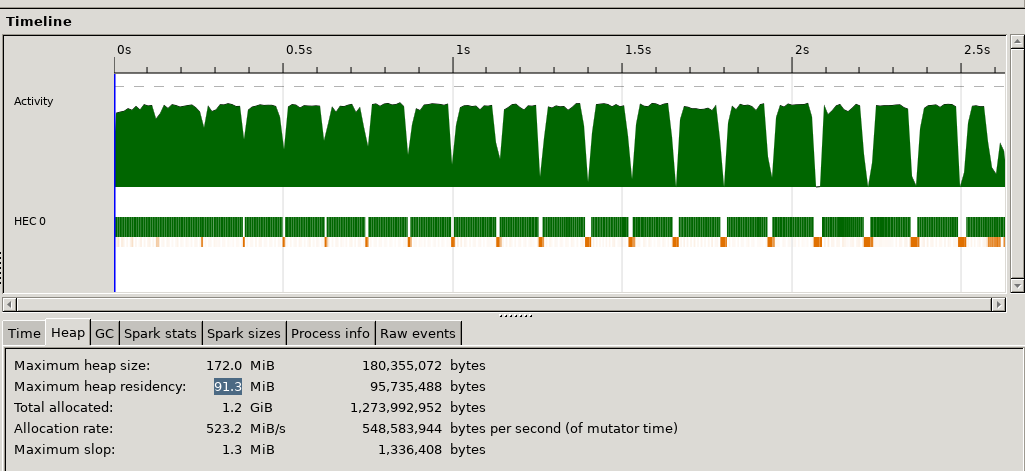 Timeline
0s 0.5s 1s 1.5s 2s 2.5s
Activity
HEC 0
Time Heap GC Spark stats Spark sizes Process info Raw events
Maximum heap size: 172.0 MiB 180,355,072 bytes
Maximum heap residency: 91.3 MiB 95,735,488 bytes
Total allocated: 1.2 GiB 1,273,992,952 bytes
Allocation rate: 523.2 MiB/s 548,583,944 bytes per second (of mutator time)
Maximum slop: 1.3 MiB 1,336,408 bytes